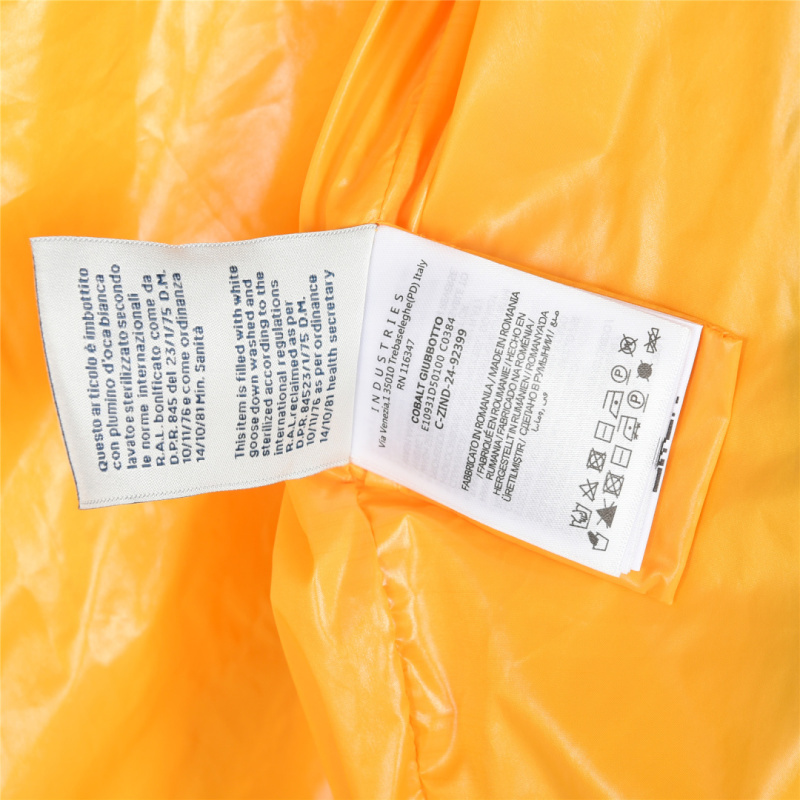 Questo articolo è imbottito
con piumino d'oca bianca
lavato e sterilizzato secondo
le norme internazionali
R.A.L. bonificato come da
D.P.R. 845 del 23/11/75 D.M.
10/11/76 e come ordinanza
14/10/81 Min. Sanità
This item is filled with white
goose down washed and
sterilized according to the
international regulations
R.A.L. reclaimed as per
D.P.R. 84523/11/75 D.M.
10/11/76 as per ordinance
14/10/81 health secretary
INDUSTRIES
RN 116347
Via Venezia,1 35010 Trebaseleghe(PD) Italy
COBALT GIUBBOTTO
E10931D50100 C0384
C-ZIND-24-92399
FABBRICATO IN ROMANIA / MADE IN ROMANIA
/ FABRIQUÉ EN ROUMANIE/ HECHO EN
RUMANIA / FABRICADO NA ROMÉNIA /
HERGESTELLT IN RUMÄNIEN / ROMANYADA
ÜRETİLMİŞTİR / СДЕЛАНО В РУМЫНИИ /